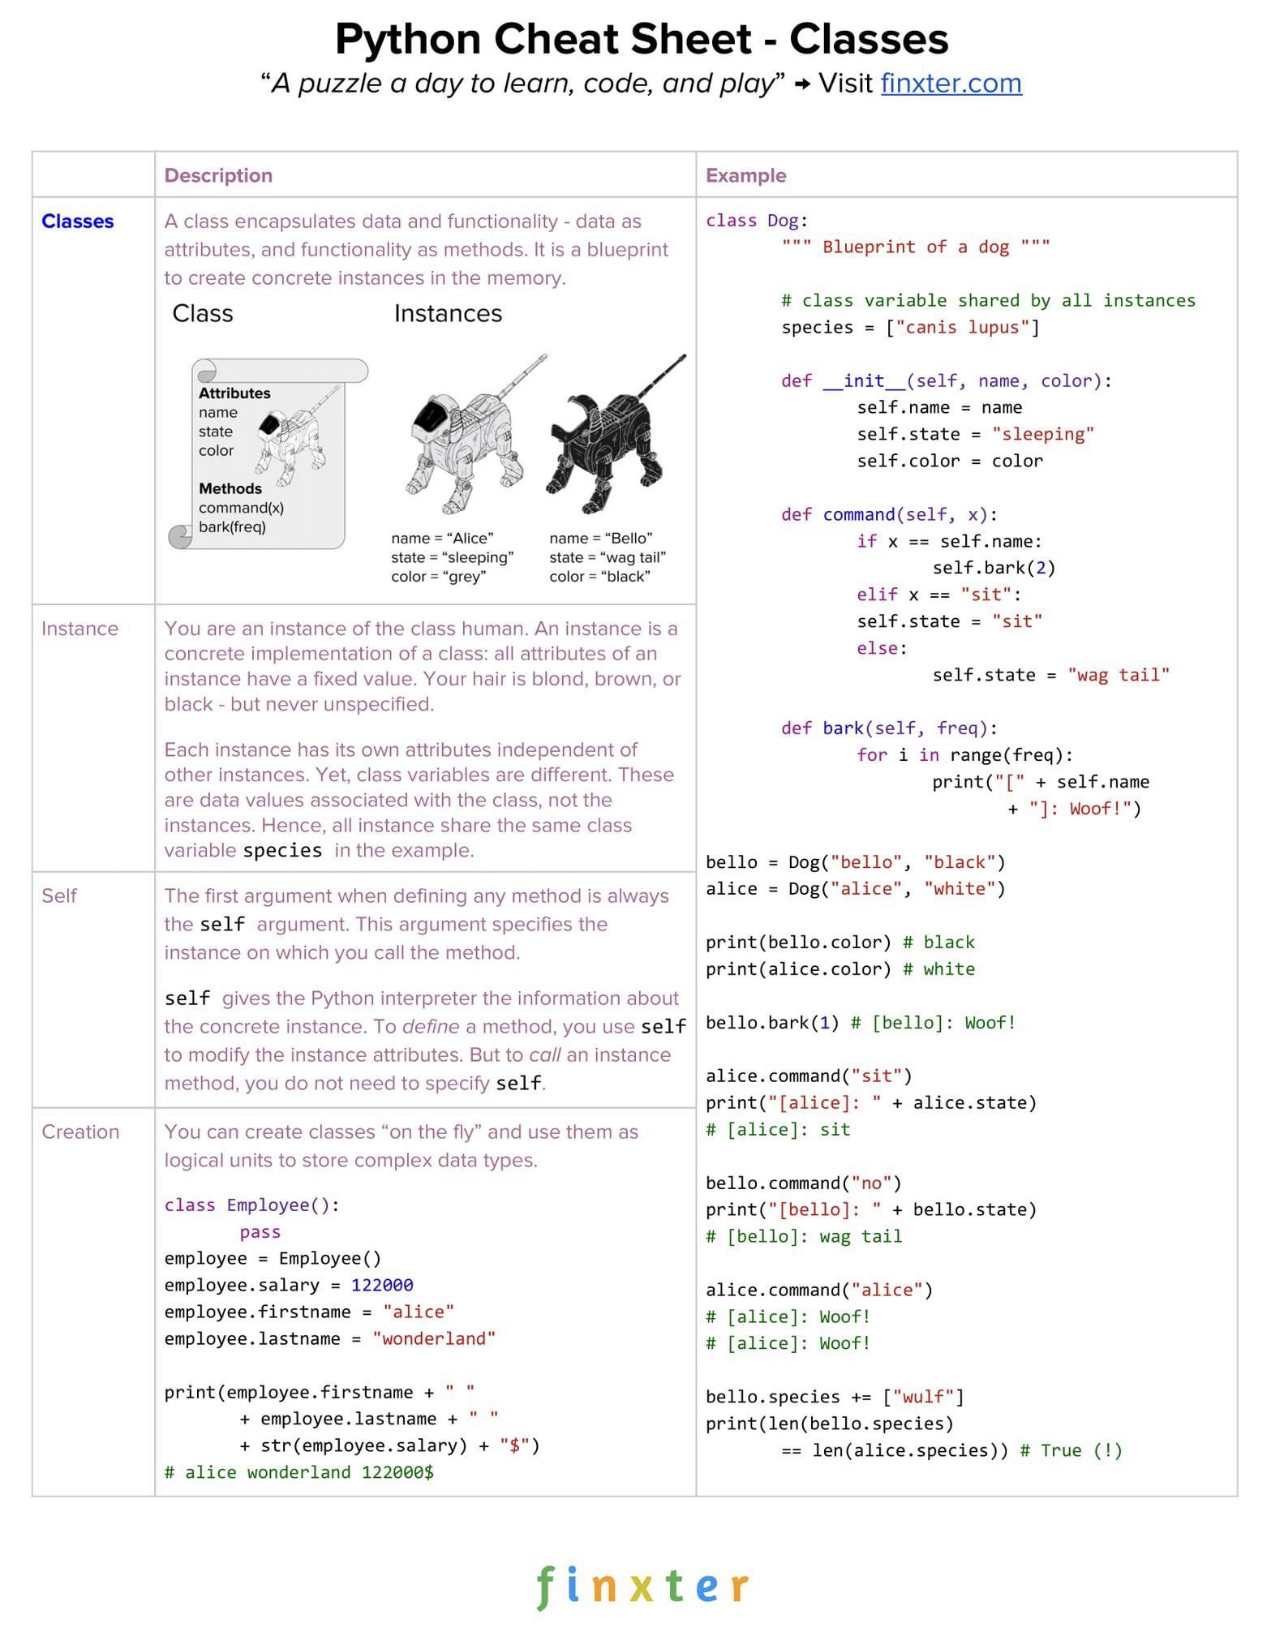 Python Cheat Sheet - Classes
“A puzzle a day to learn, code, and play” → Visit finxter.com
Description
Example
Classes
A class encapsulates data and functionality - data as
attributes, and functionality as methods. It is a blueprint
to create concrete instances in the memory.
Class
Instances
Attributes
name
state
color
Methods
command(x)
bark(freq)
name = “Alice”
state = “sleeping”
color = “grey”
name = “Bello”
state = “wag tail”
color = “black”
Instance
You are an instance of the class human. An instance is a
concrete implementation of a class: all attributes of an
instance have a fixed value. Your hair is blond, brown, or
black - but never unspecified.
Each instance has its own attributes independent of
other instances. Yet, class variables are different. These
are data values associated with the class, not the
instances. Hence, all instance share the same class
variable species in the example.
Self
The first argument when defining any method is always
the self argument. This argument specifies the
instance on which you call the method.
self gives the Python interpreter the information about
the concrete instance. To define a method, you use self
to modify the instance attributes. But to call an instance
method, you do not need to specify self.
Creation
You can create classes “on the fly” and use them as
logical units to store complex data types.
class Employee():
pass
employee = Employee()
employee.salary = 122000
employee.firstname = "alice"
employee.lastname = "wonderland"
print(employee.firstname + " "
+ employee.lastname + " "
+ str(employee.salary) + "$")
# alice wonderland 122000$
class Dog:
""" Blueprint of a dog """
# class variable shared by all instances
species = ["canis lupus"]
def __init__(self, name, color):
self.name = name
self.state = "sleeping"
self.color = color
def command(self, x):
if x == self.name:
self.bark(2)
elif x == "sit":
self.state = "sit"
else:
self.state = "wag tail"
def bark(self, freq):
for i in range(freq):
print("[" + self.name
+ "]: Woof!")
bello = Dog("bello", "black")
alice = Dog("alice", "white")
print(bello.color) # black
print(alice.color) # white
bello.bark(1) # [bello]: Woof!
alice.command("sit")
print("[alice]: " + alice.state)
# [alice]: sit
bello.command("no")
print("[bello]: " + bello.state)
# [bello]: wag tail
alice.command("alice")
# [alice]: Woof!
# [alice]: Woof!
bello.species += ["wulf"]
print(len(bello.species)
== len(alice.species)) # True (!)
finxter